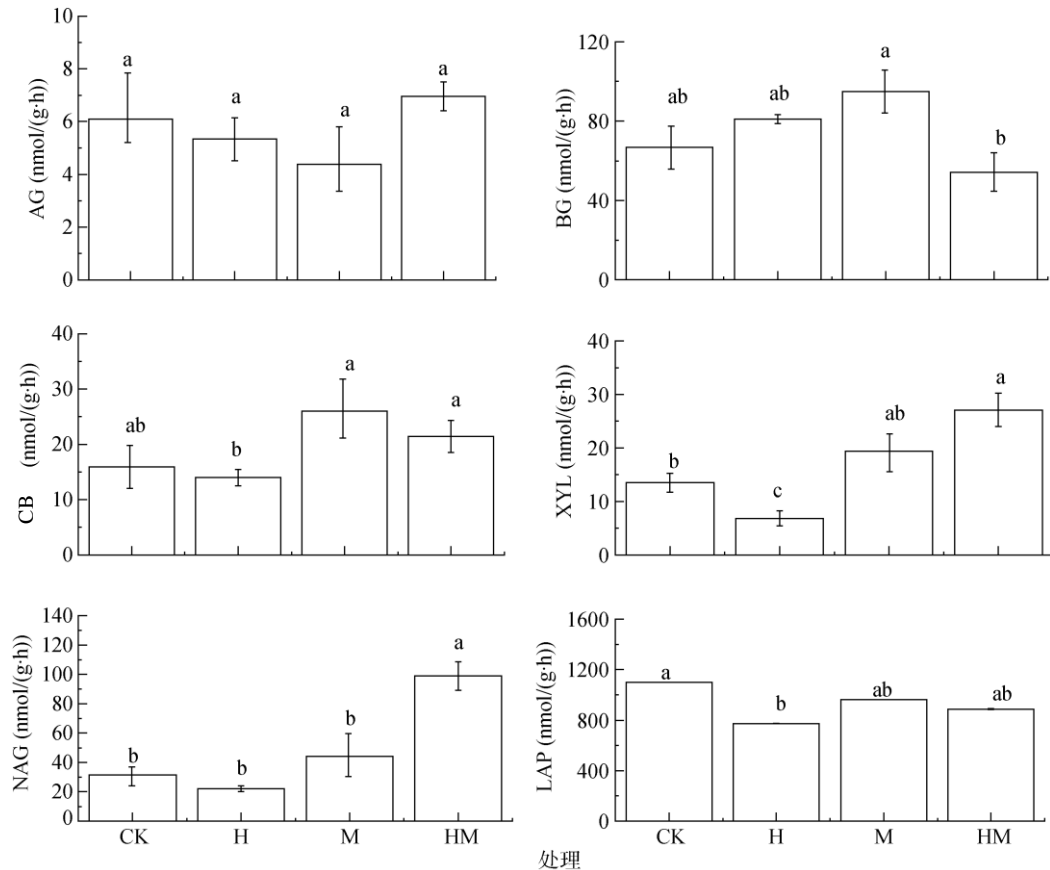 10
8
6
4
2
0
AG (nmol/(g·h))
a
a
a
a
120
80
40
0
BG (nmol/(g·h))
ab
ab
a
b
40
30
20
10
0
CB (nmol/(g·h))
ab
b
a
a
40
30
20
10
0
XYL (nmol/(g·h))
b
c
ab
a
140
120
100
80
60
40
20
0
NAG (nmol/(g·h))
b
b
b
a
CK H M HM
1600
1200
800
400
0
LAP (nmol/(g·h))
a
b
ab
ab
CK H M HM
处理